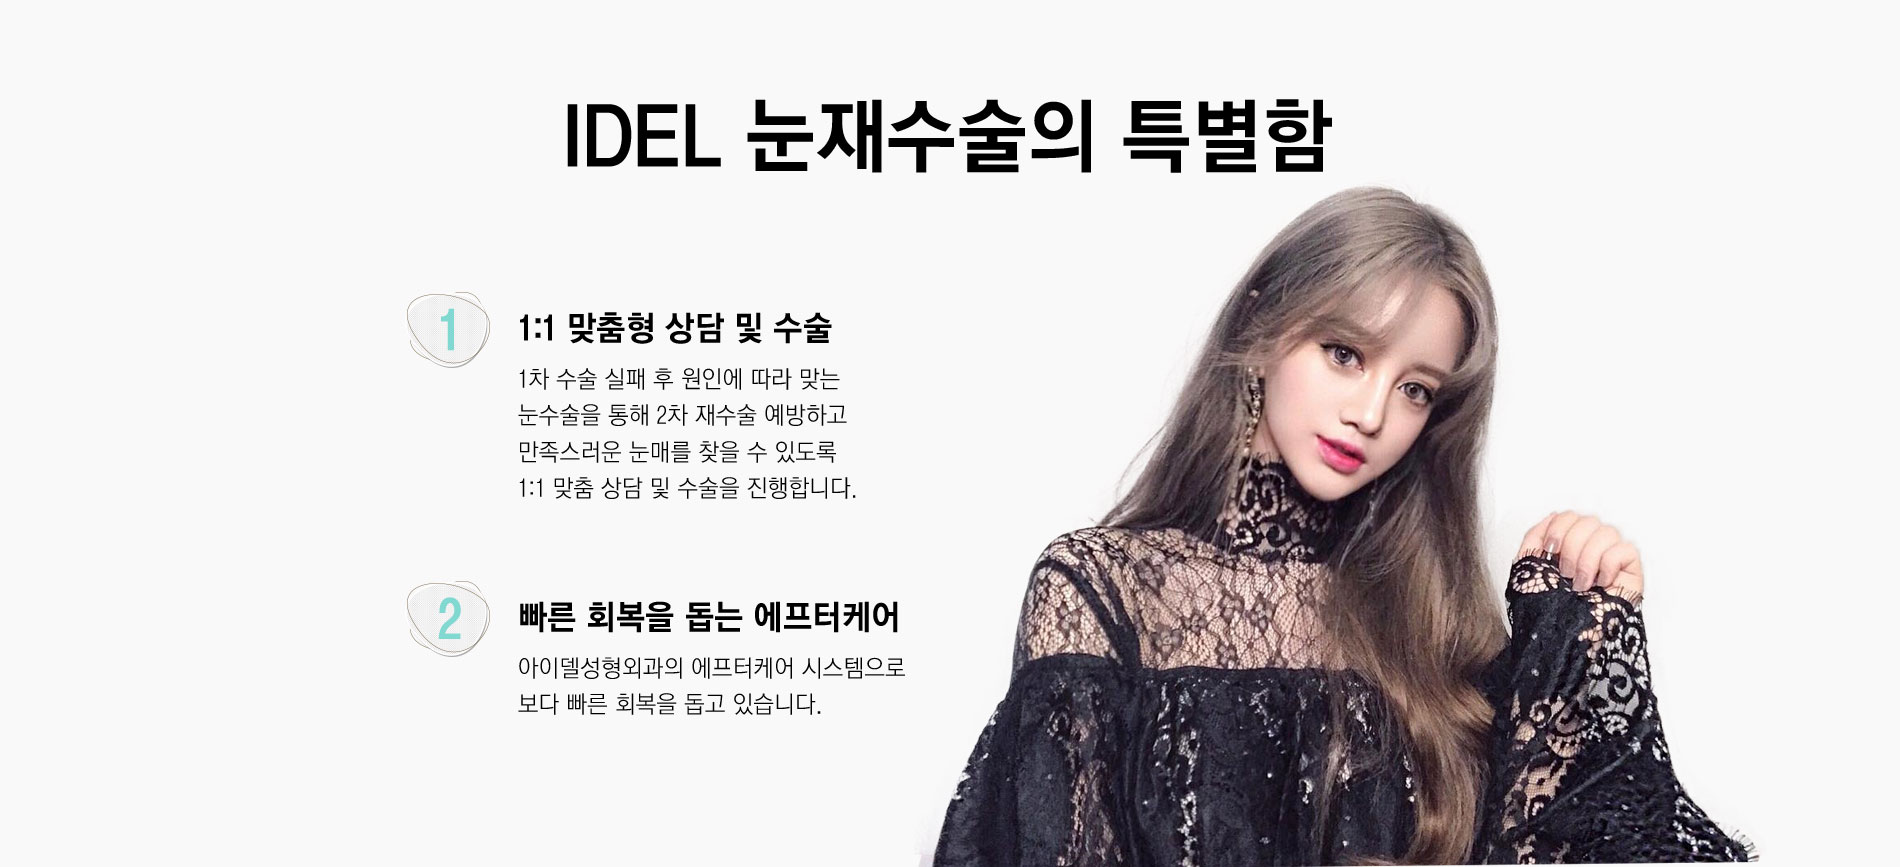 IDEL 눈재수술의 특별함
1
1:1 맞춤형 상담 및 수술
1차 수술 실패 후 원인에 따라 맞는
눈수술을 통해 2차 재수술 예방하고
만족스러운 눈매를 찾을 수 있도록
1:1 맞춤 상담 및 수술을 진행합니다.
2
빠른 회복을 돕는 에프터케어
아이델성형외과의 에프터케어 시스템으로
보다 빠른 회복을 돕고 있습니다.